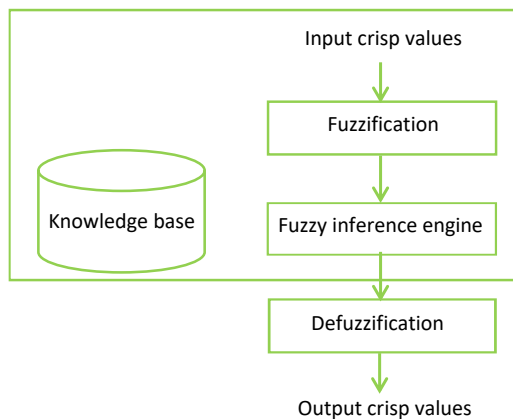 Input crisp values
Fuzzification
Knowledge base
Fuzzy inference engine
Defuzzification
Output crisp values